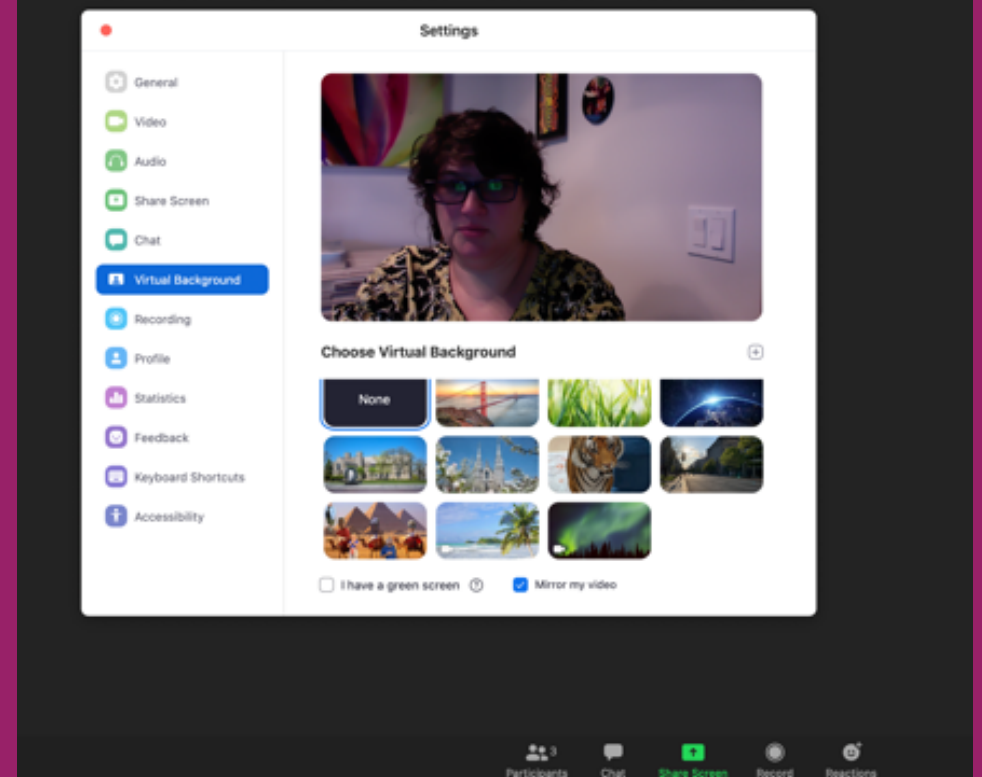 Settings
General
Video
Audio
Share Screen
Chat
Virtual Background
Recording
Profile
Statistics
Feedback
Keyboard Shortcuts
Accessibility
Choose Virtual Background
None
I have a green screen
Mirror my video
3
Participants
Chat
Share Screen
Record
Reactions